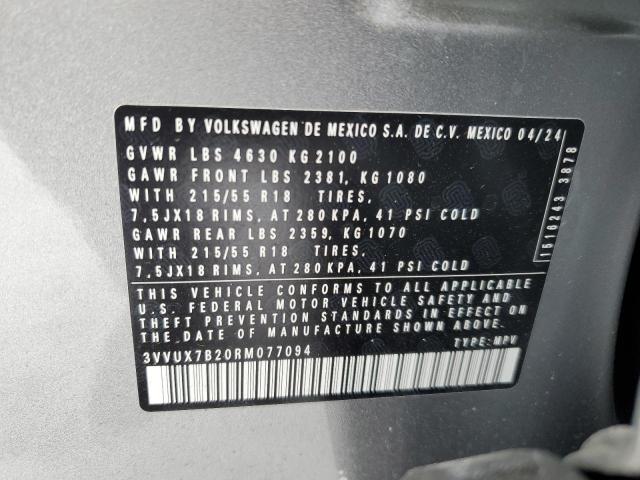 MFD BY VOLKSWAGEN DE MEXICO S.A. DE C.V. MEXICO 04/24
GVWR LBS 4630 KG 2100
GAWR FRONT LBS 2381, KG 1080
WITH 215/55 R18 TIRES,
7,5JX18 RIMS, AT 280 KPA, 41 PSI COLD
GAWR REAR LBS 2359, KG 1070
WITH 215/55 R18 TIRES,
7,5JX18 RIMS, AT 280 KPA, 41 PSI COLD
THIS VEHICLE CONFORMS TO ALL APPLICABLE
U.S. FEDERAL MOTOR VEHICLE SAFETY AND
THEFT PREVENTION STANDARDS IN EFFECT ON
THE DATE OF MANUFACTURE SHOWN ABOVE
3VVUX7B20RM077094
TYPE: MPV
1516243 3878